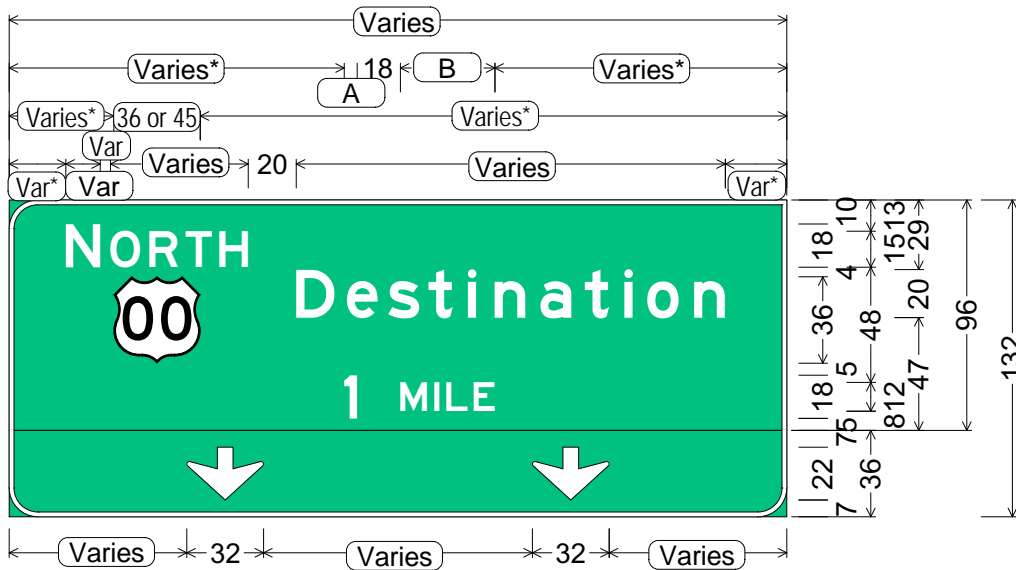 Varies
Varies* 18 B Varies*
A
Varies* 36 or 45 Varies*
Var
Varies 20 Varies
Var* Var Var*
NORTH
00
Destination
1 MILE
10 18 4 36 5 18 75 22 7
13 15 48 12 8 36
29 20 47
96
132
Varies 32 Varies 32 Varies